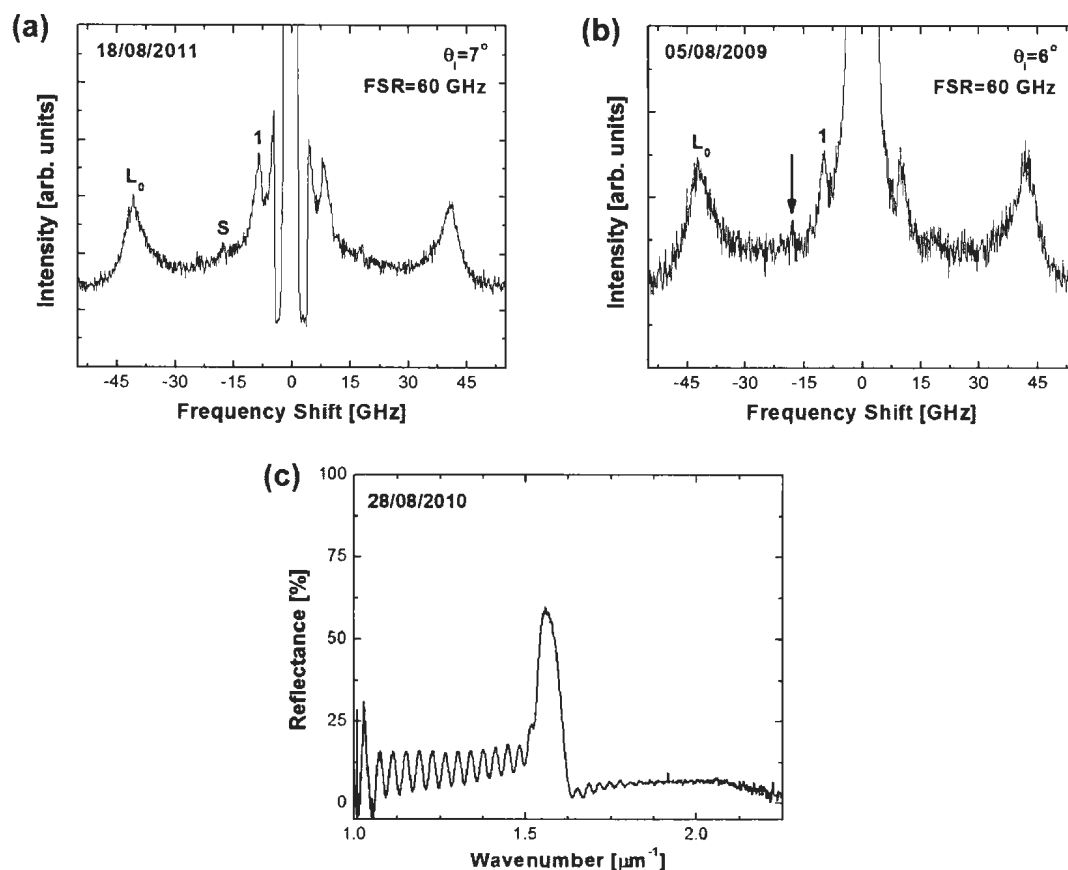 (a)
18/08/2011
θi=7°
FSR=60 GHz
L0
S
1
Intensity [arb. units]
-45 -30 -15 0 15 30 45
Frequency Shift [GHz]
(b)
05/08/2009
θi=6°
FSR=60 GHz
L0
1
Intensity [arb. units]
-45 -30 -15 0 15 30 45
Frequency Shift [GHz]
(c)
28/08/2010
100
75
50
25
0
Reflectance [%]
1.0 1.5 2.0
Wavenumber [μm⁻¹]